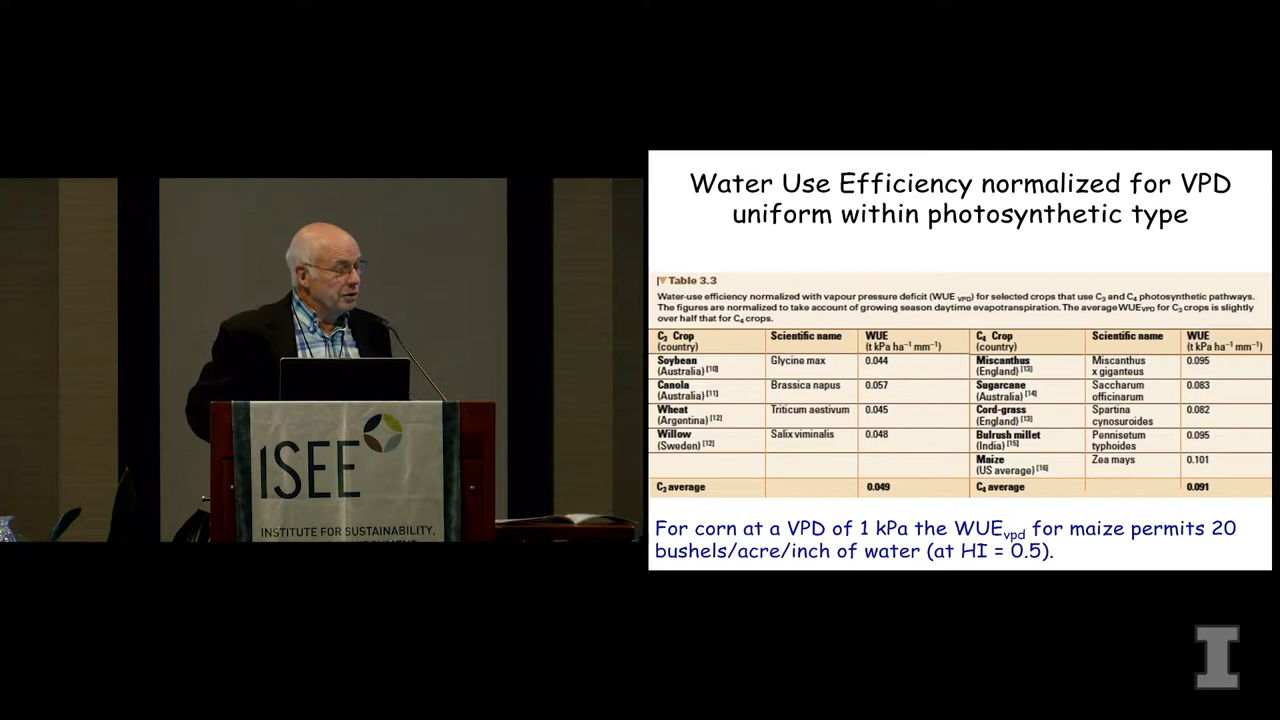 Water Use Efficiency normalized for VPD
uniform within photosynthetic type
Table 3.3
Water-use efficiency normalized with vapour pressure deficit (WUE VPD) for selected crops that use C3 and C4 photosynthetic pathways.
The figures are normalized to take account of growing season daytime evapotranspiration. The average WUEVPD for C3 crops is slightly
over half that for C4 crops.
C3 Crop (country) Scientific name WUE (t kPa ha−1 mm−1) C4 Crop (country) Scientific name WUE (t kPa ha−1 mm−1)
Soybean (Australia) [10] Glycine max 0.044 Miscanthus (England) [13] Miscanthus x giganteus 0.095
Canola (Australia) [11] Brassica napus 0.057 Sugarcane (Australia) [14] Saccharum officinarum 0.083
Wheat (Argentina) [12] Triticum aestivum 0.045 Cord-grass (England) [13] Spartina cynosuroides 0.082
Willow (Sweden) [12] Salix viminalis 0.048 Bulrush millet (India) [15] Pennisetum typhoides 0.095
Maize (US average) [16] Zea mays 0.101
C3 average 0.049 C4 average 0.091
For corn at a VPD of 1 kPa the WUEvpd for maize permits 20
bushels/acre/inch of water (at HI = 0.5).
ISEE
INSTITUTE FOR SUSTAINABILITY,
I